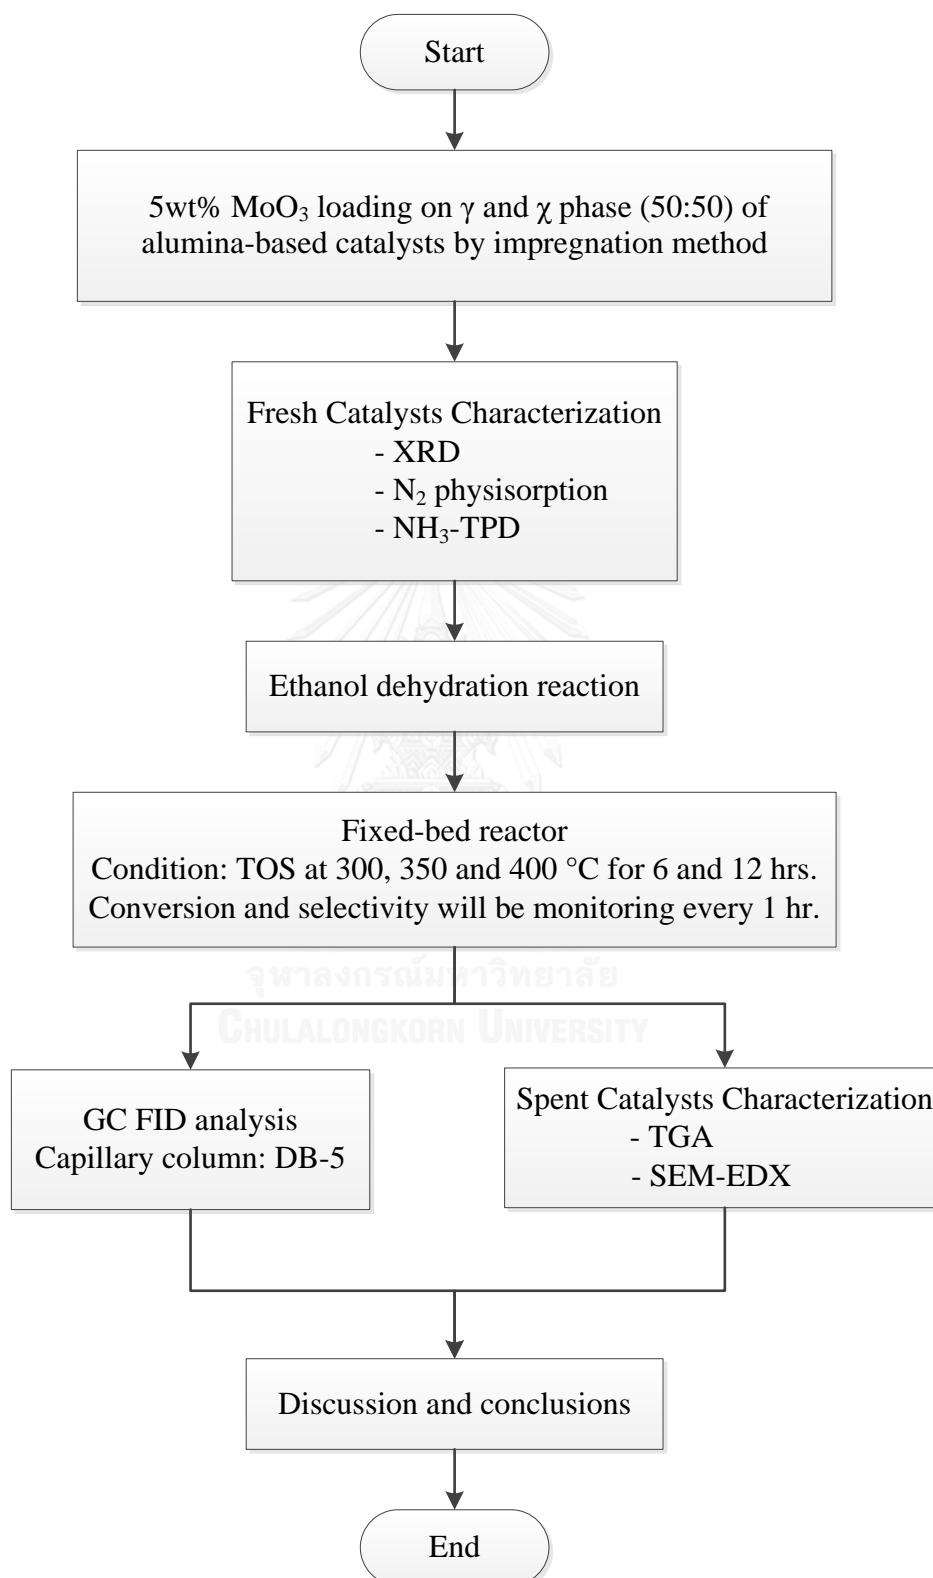 Start
5wt% MoO₃ loading on γ and χ phase (50:50) of
alumina-based catalysts by impregnation method
Fresh Catalysts Characterization
- XRD
- N₂ physisorption
- NH₃-TPD
Ethanol dehydration reaction
Fixed-bed reactor
Condition: TOS at 300, 350 and 400 °C for 6 and 12 hrs.
Conversion and selectivity will be monitoring every 1 hr.
จุฬาลงกรณ์มหาวิทยาลัย
CHULALONGKORN UNIVERSITY
GC FID analysis
Capillary column: DB-5
Spent Catalysts Characterization
- TGA
- SEM-EDX
Discussion and conclusions
End